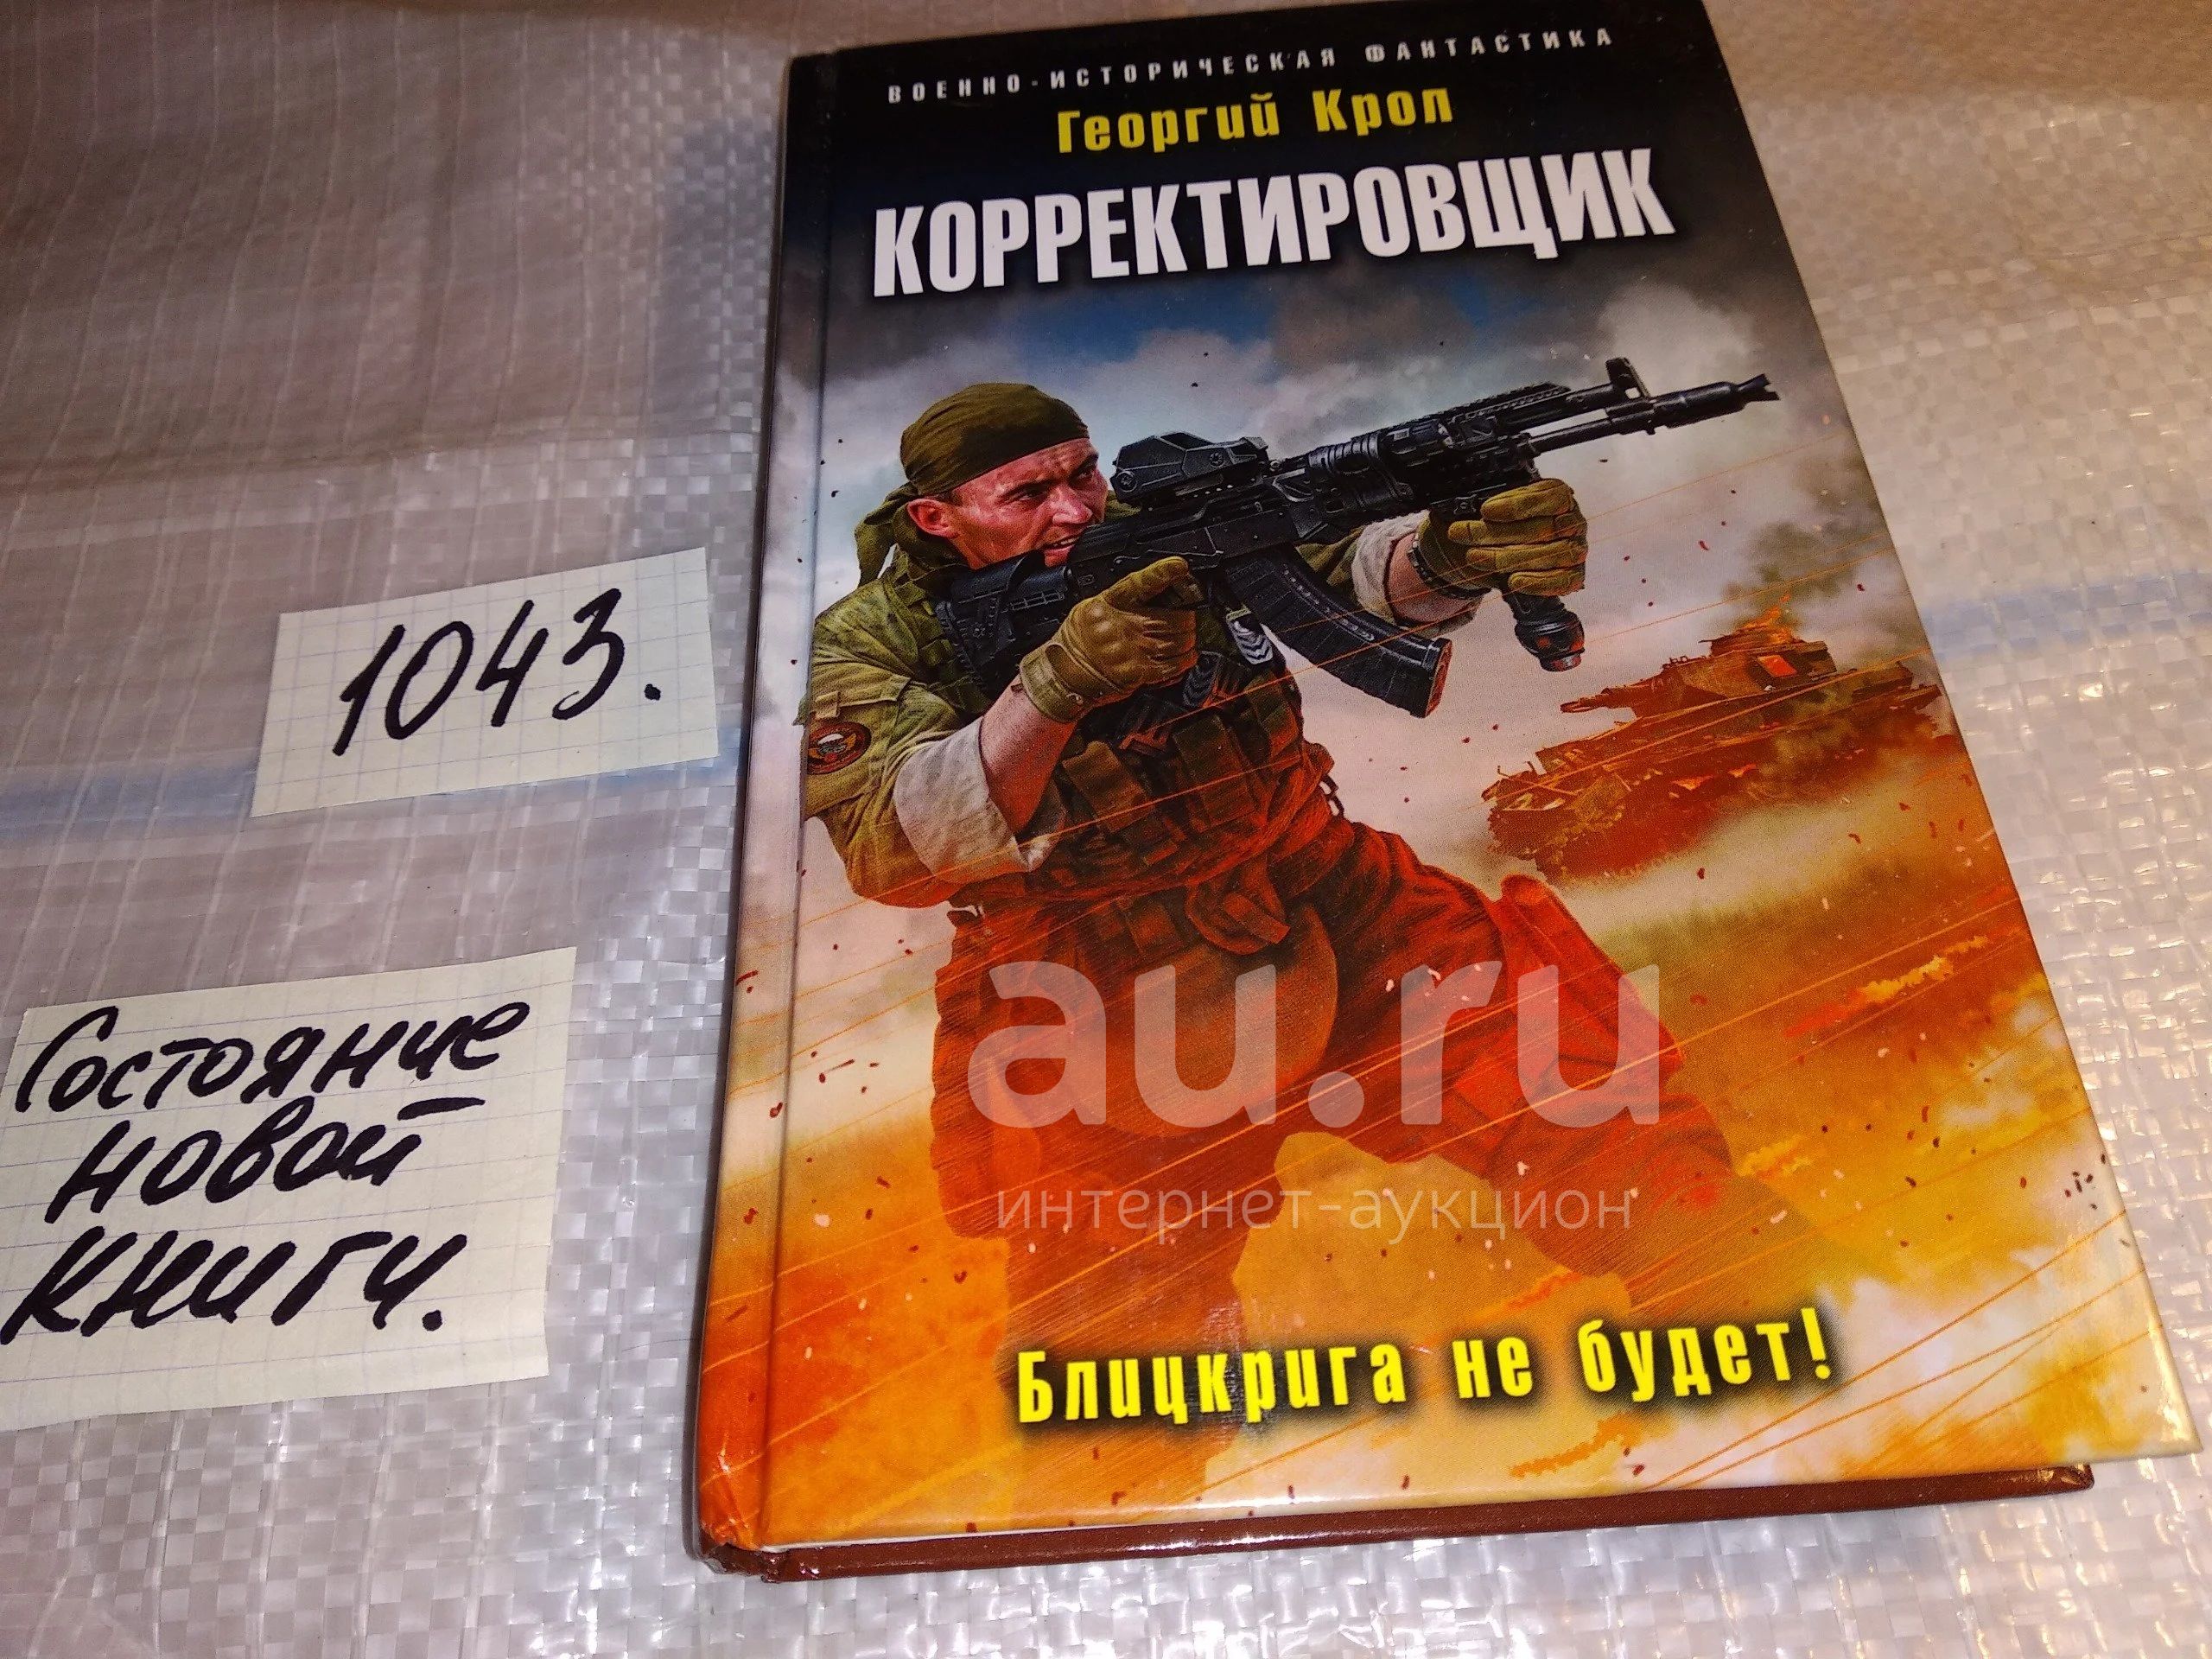 ВОЕННО-ИСТОРИЧЕСКАЯ ФАНТАСТИКА
Георгий Крол
КОРРЕКТИРОВЩИК
1043.
Состояние
новой
книги.
au.ru
интернет-аукцион
Блицкрига не будет!